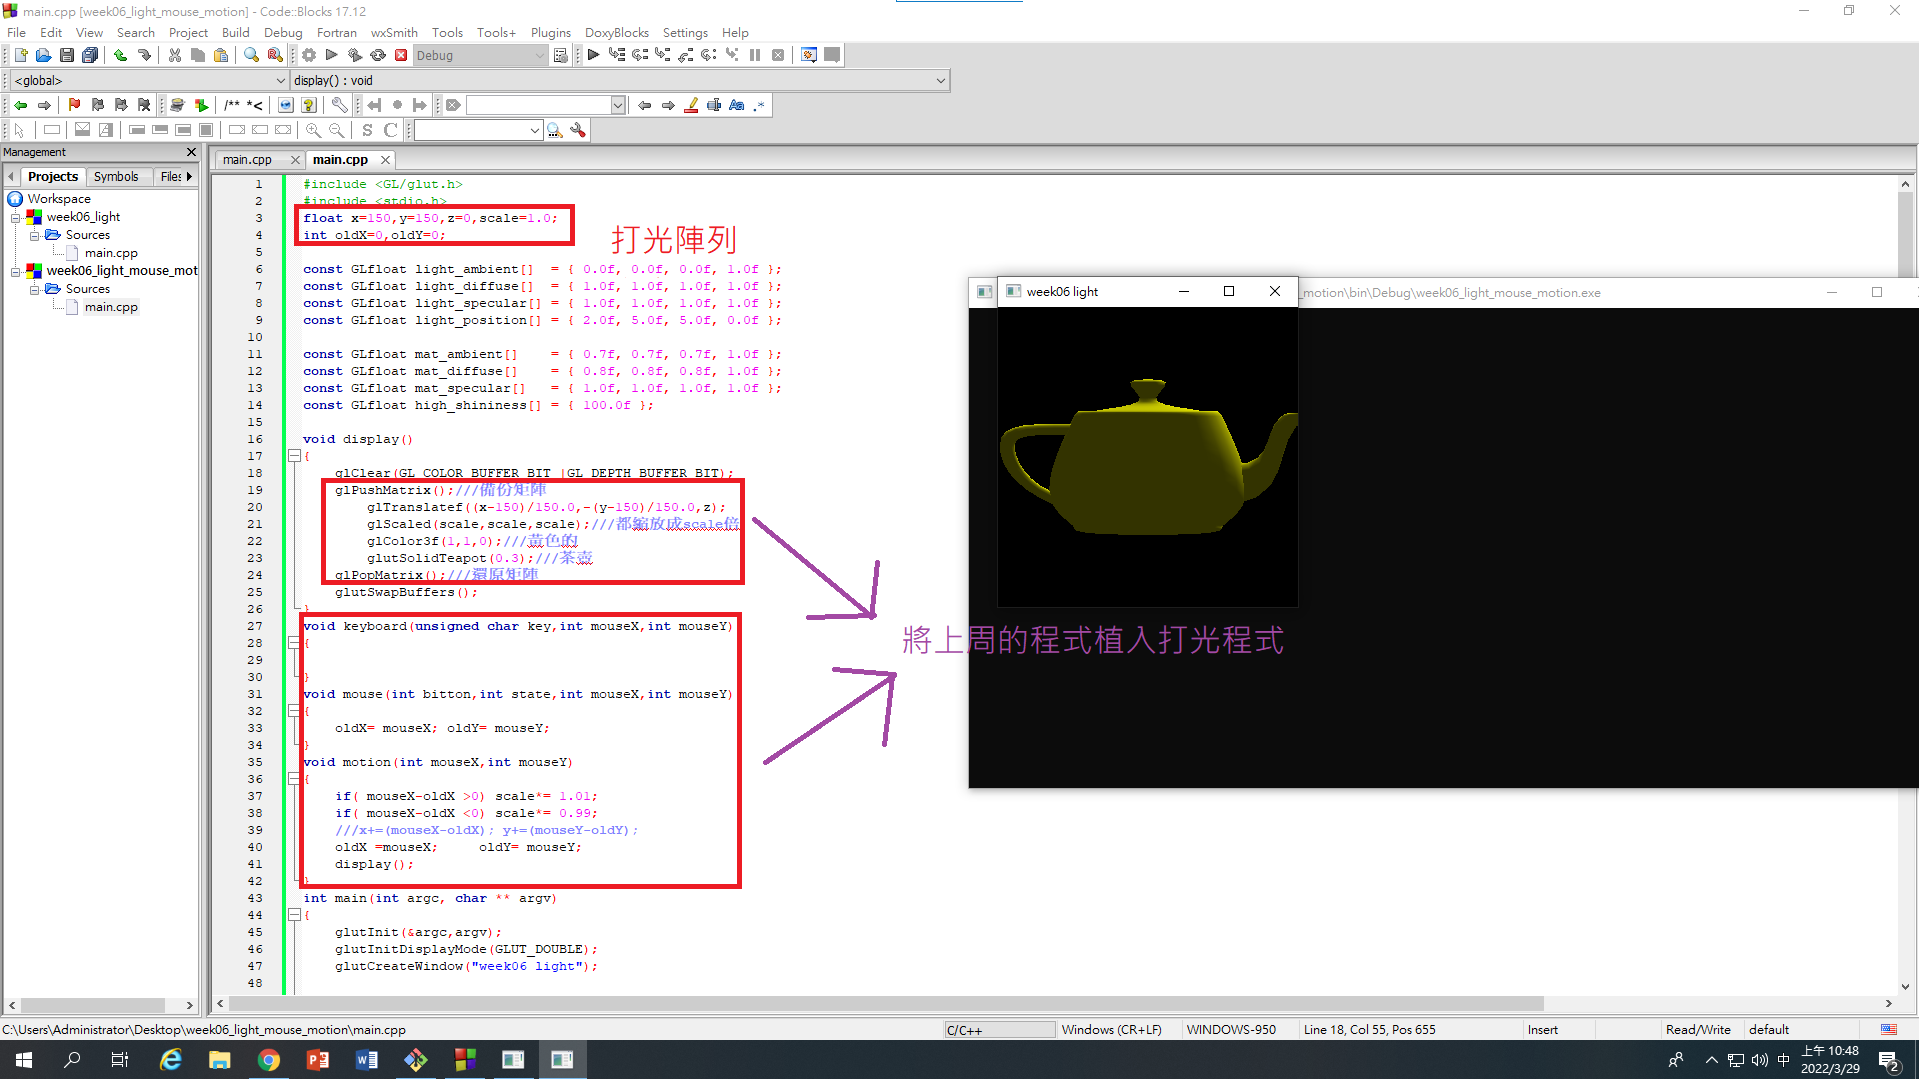 main.cpp [week06_light_mouse_motion] - Code::Blocks 17.12
File Edit View Search Project Build Debug Fortran wxSmith Tools Tools+ Plugins DoxyBlocks Settings Help
Debug
<global> display() : void
/** *< Aa .*
S C
Management
Projects Symbols Files
Workspace
week06_light
Sources
main.cpp
week06_light_mouse_mot
Sources
main.cpp
main.cpp main.cpp
1 #include <GL/glut.h>
2 #include <stdio.h>
3 float x=150,y=150,z=0,scale=1.0;
4 int oldX=0,oldY=0;
打光陣列
5
6 const GLfloat light_ambient[] = { 0.0f, 0.0f, 0.0f, 1.0f };
7 const GLfloat light_diffuse[] = { 1.0f, 1.0f, 1.0f, 1.0f };
8 const GLfloat light_specular[] = { 1.0f, 1.0f, 1.0f, 1.0f };
9 const GLfloat light_position[] = { 2.0f, 5.0f, 5.0f, 0.0f };
10
11 const GLfloat mat_ambient[] = { 0.7f, 0.7f, 0.7f, 1.0f };
12 const GLfloat mat_diffuse[] = { 0.8f, 0.8f, 0.8f, 1.0f };
13 const GLfloat mat_specular[] = { 1.0f, 1.0f, 1.0f, 1.0f };
14 const GLfloat high_shininess[] = { 100.0f };
15
16 void display()
17 {
18 glClear(GL_COLOR_BUFFER_BIT |GL_DEPTH_BUFFER_BIT);
19 glPushMatrix();///備份矩陣
20 glTranslatef((x-150)/150.0,-(y-150)/150.0,z);
21 glScaled(scale,scale,scale);///都縮放成scale倍
22 glColor3f(1,1,0);///黃色的
23 glutSolidTeapot(0.3);///茶壺
24 glPopMatrix();///還原矩陣
25 glutSwapBuffers();
26 }
27 void keyboard(unsigned char key,int mouseX,int mouseY)
28 {
29
30 }
31 void mouse(int bitton,int state,int mouseX,int mouseY)
32 {
33 oldX= mouseX; oldY= mouseY;
34 }
35 void motion(int mouseX,int mouseY)
36 {
37 if( mouseX-oldX >0) scale*= 1.01;
38 if( mouseX-oldX <0) scale*= 0.99;
39 ///x+=(mouseX-oldX); y+=(mouseY-oldY);
40 oldX =mouseX; oldY= mouseY;
41 display();
42 }
43 int main(int argc, char ** argv)
44 {
45 glutInit(&argc,argv);
46 glutInitDisplayMode(GLUT_DOUBLE);
47 glutCreateWindow("week06 light");
48
week06 light
_motion\bin\Debug\week06_light_mouse_motion.exe
將上周的程式植入打光程式
C:\Users\Administrator\Desktop\week06_light_mouse_motion\main.cpp C/C++ Windows (CR+LF) WINDOWS-950 Line 18, Col 55, Pos 655 Insert Read/Write default
中 上午 10:48
2022/3/29
2